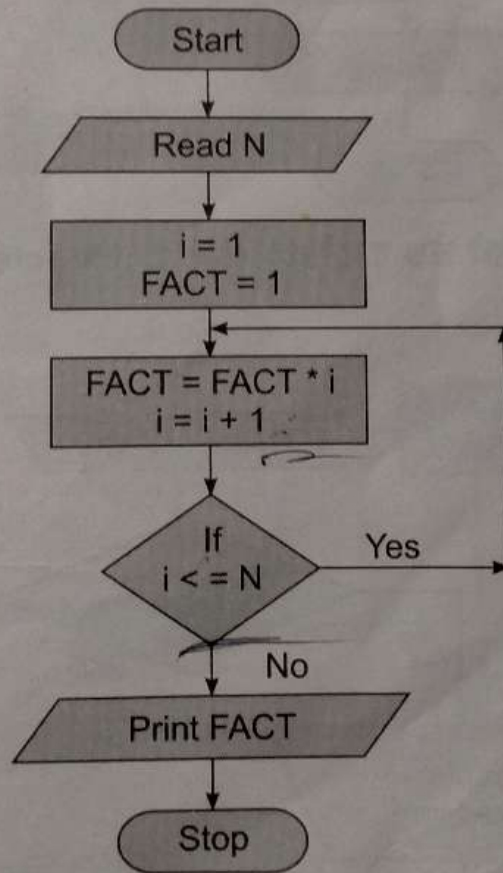 Start
Read N
i = 1
FACT = 1
FACT = FACT * i
i = i + 1
If
i < = N
Yes
No
Print FACT
Stop